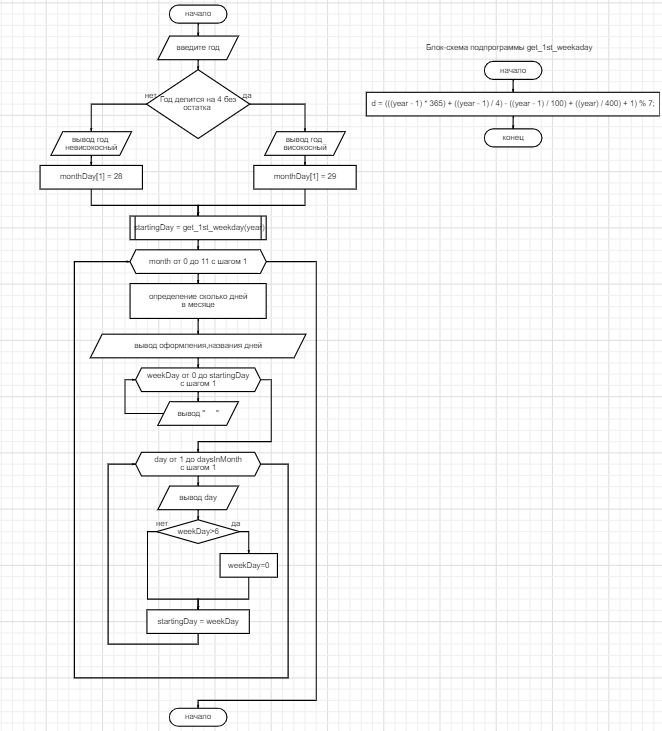 начало
введите год
нет
Год делится на 4 без
да
остатка
вывод год
невисокосный
вывод год
високосный
monthDay[1] = 28
monthDay[1] = 29
startingDay = get_1st_weekday(year)
month от 0 до 11 с шагом 1
определение сколько дней
в месяце
вывод оформления,названия дней
weekDay от 0 до startingDay
с шагом 1
вывод "     "
day от 1 до daysInMonth
с шагом 1
вывод day
нет
да
weekDay>6
weekDay=0
startingDay = weekDay
начало
Блок-схема подпрограммы get_1st_weekaday
начало
d = (((year - 1) * 365) + ((year - 1) / 4) - ((year - 1) / 100) + ((year) / 400) + 1) % 7;
конец